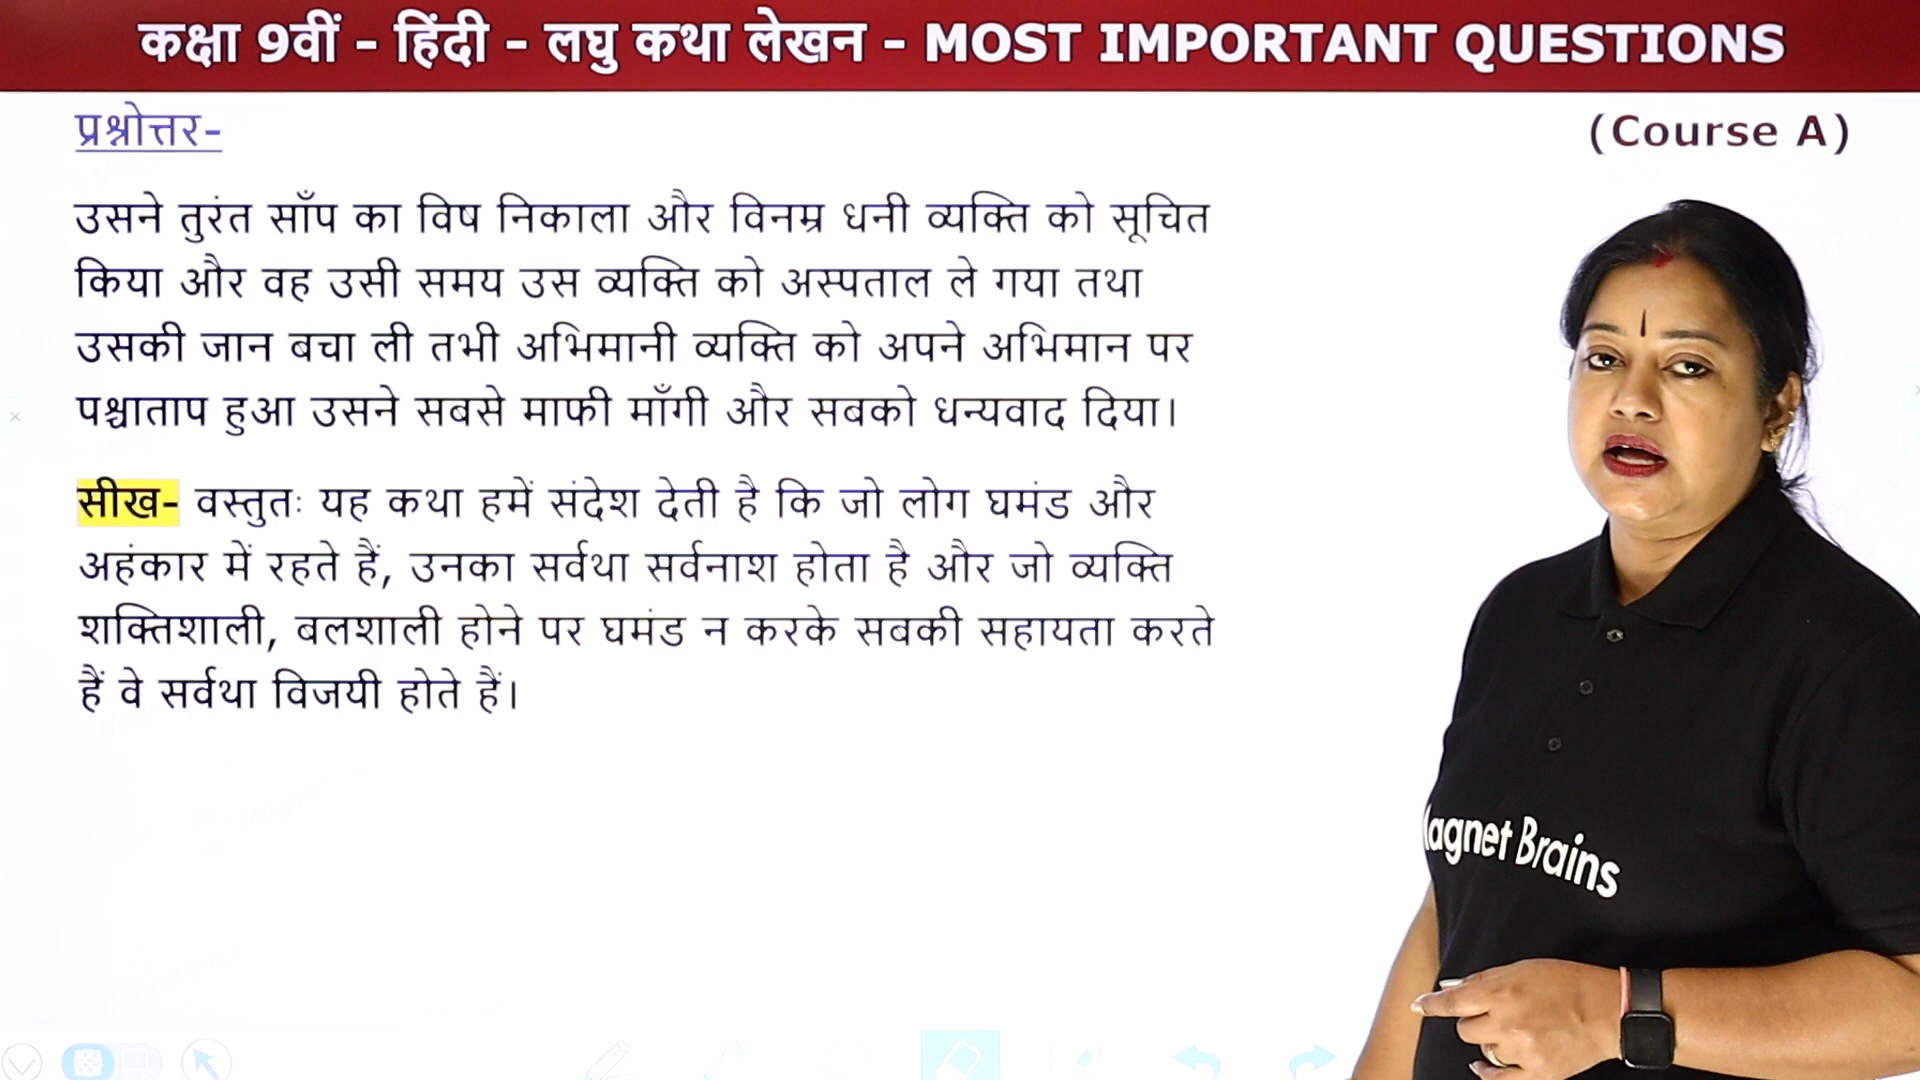 कक्षा 9वीं - हिंदी - लघु कथा लेखन - MOST IMPORTANT QUESTIONS
प्रश्नोत्तर-
(Course A)
उसने तुरंत साँप का विष निकाला और विनम्र धनी व्यक्ति को सूचित
किया और वह उसी समय उस व्यक्ति को अस्पताल ले गया तथा
उसकी जान बचा ली तभी अभिमानी व्यक्ति को अपने अभिमान पर
पश्चाताप हुआ उसने सबसे माफी माँगी और सबको धन्यवाद दिया।
सीख- वस्तुतः यह कथा हमें संदेश देती है कि जो लोग घमंड और
अहंकार में रहते हैं, उनका सर्वथा सर्वनाश होता है और जो व्यक्ति
शक्तिशाली, बलशाली होने पर घमंड न करके सबकी सहायता करते
हैं वे सर्वथा विजयी होते हैं।
agnet Brains